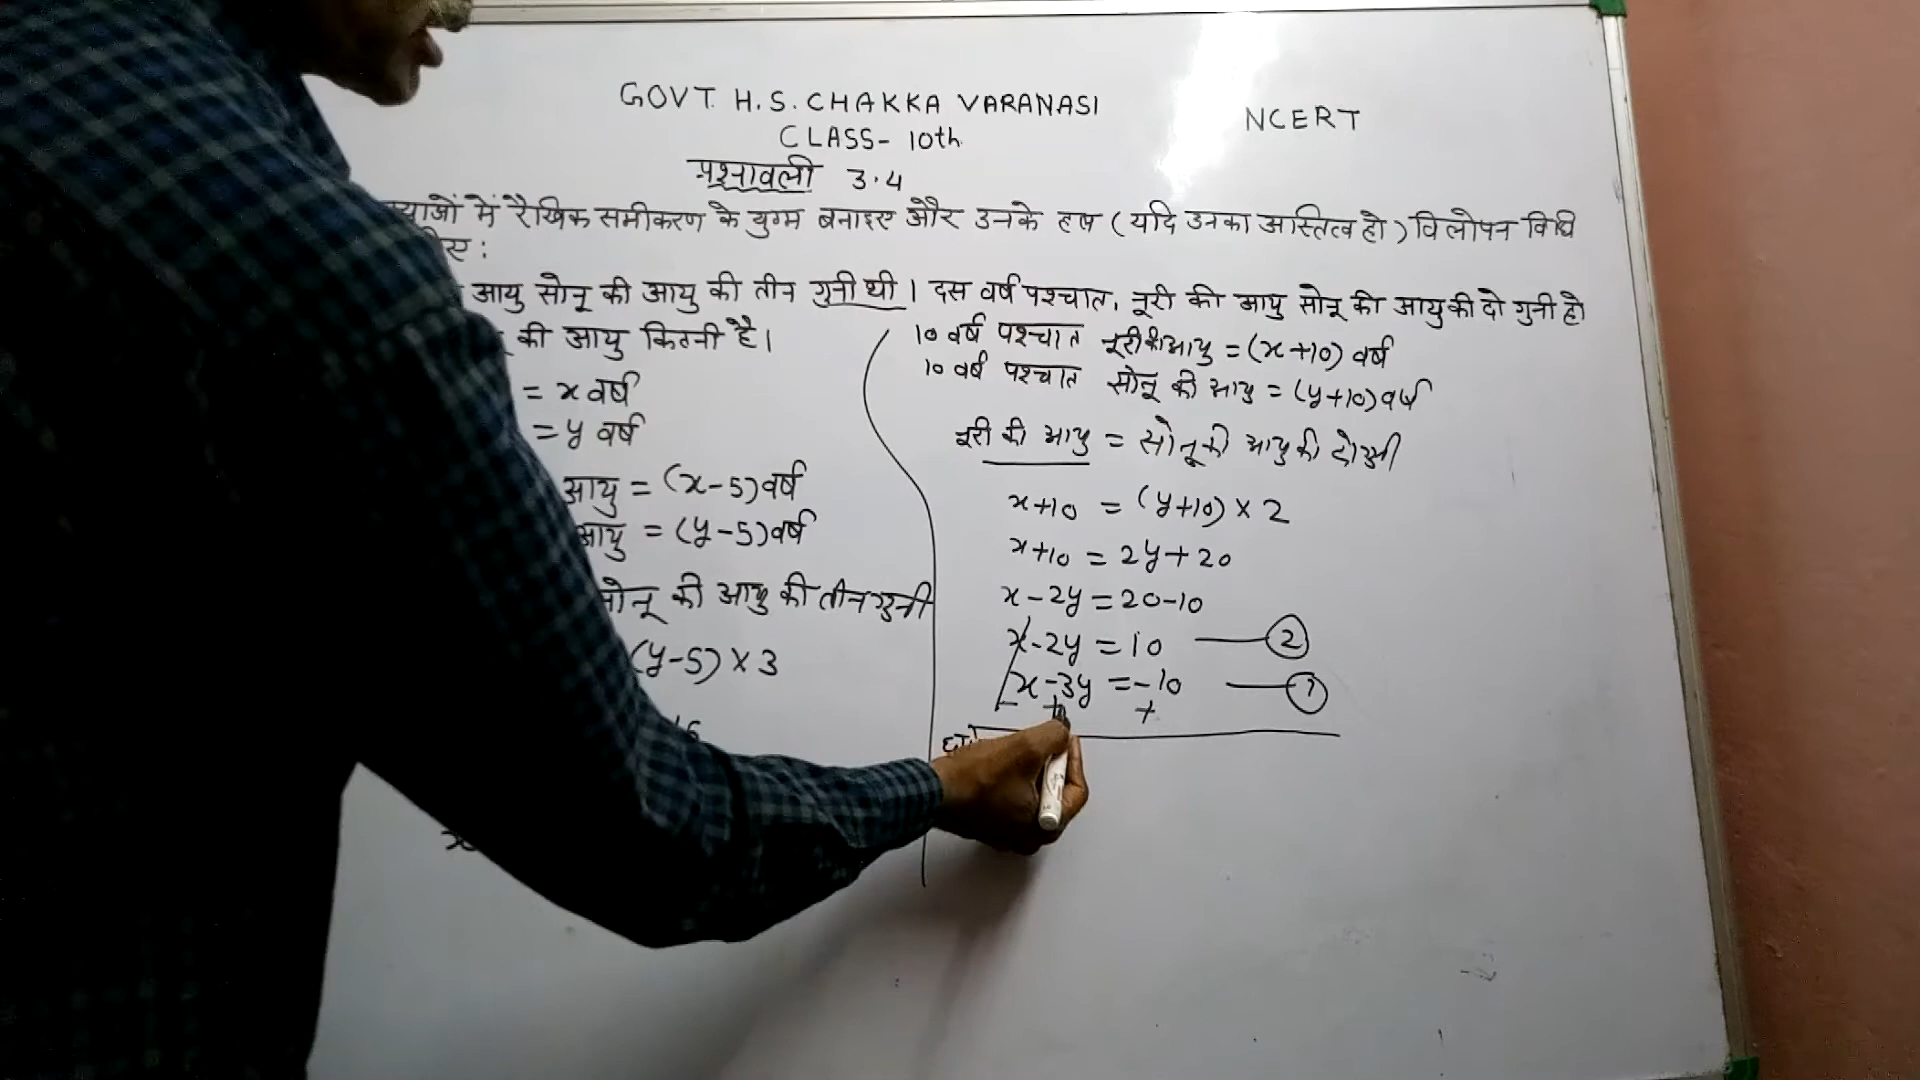 GOVT. H.S. CHAKKA VARANASI
NCERT
CLASS- 10th
प्रश्नावली 3.4
में रैखिक समीकरण के युग्म बनाइए और उनके हल (यदि उनका अस्तित्व हो) विलोपन विधि
आयु सोनू की आयु की तीन गुनी थी। दस वर्ष पश्चात, नूरी की आयु सोनू की आयु की दो गुनी हो
की आयु कितनी है।
= x वर्ष
= y वर्ष
आयु = (x-5) वर्ष
आयु = (y-5) वर्ष
सोनू की आयु की तीन गुनी
(y-5) × 3
10 वर्ष पश्चात नूरी की आयु = (x+10) वर्ष
10 वर्ष पश्चात सोनू की आयु = (y+10) वर्ष
नूरी की आयु = सोनू की आयु की दो गुनी
x+10 = (y+10) × 2
x+10 = 2y+20
x-2y = 20-10
x-2y = 10 — 2
x-3y = -10 — 1
- + +